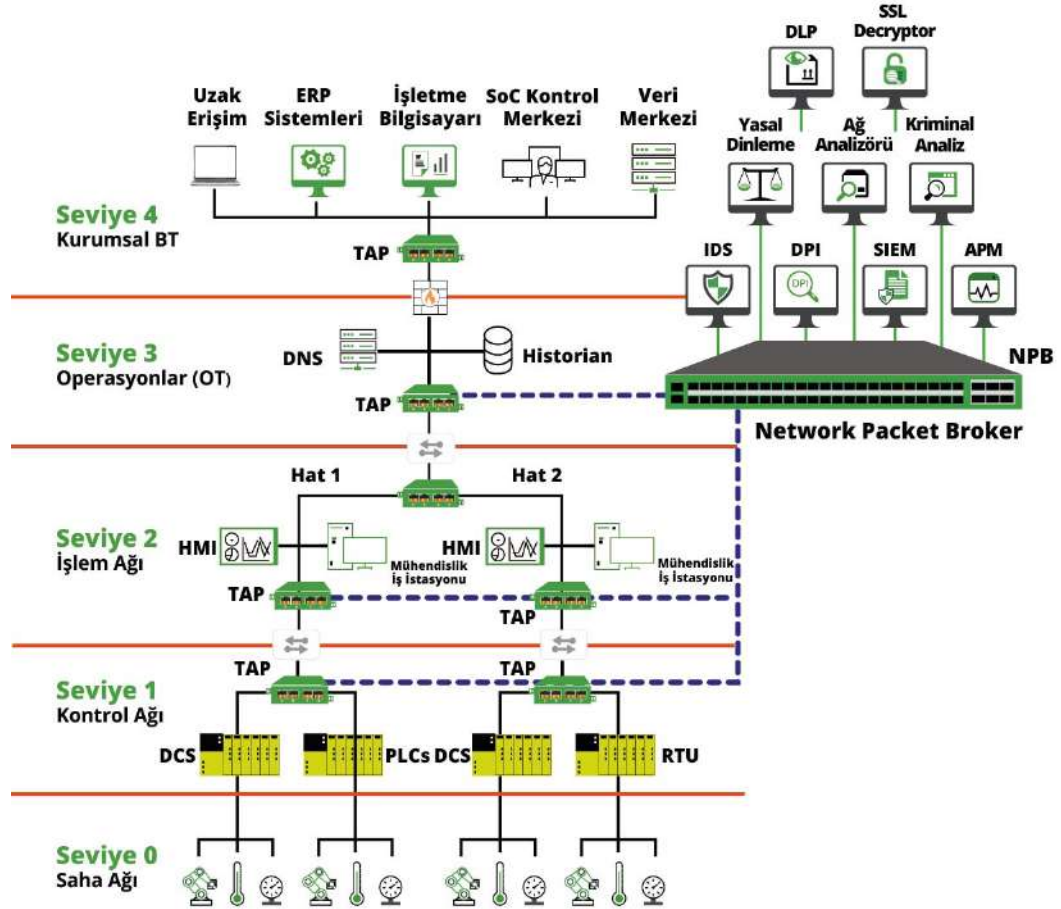 DLP
SSL
Decryptor
Uzak
Erişim
ERP
Sistemleri
İşletme
Bilgisayarı
SoC Kontrol
Merkezi
Veri
Merkezi
Yasal
Dinleme
Ağ
Analizörü
Kriminal
Analiz
Seviye 4
Kurumsal BT
TAP
IDS
DPI
SIEM
APM
DPI
Seviye 3
Operasyonlar (OT)
DNS
Historian
NPB
TAP
Network Packet Broker
Hat 1
Hat 2
Seviye 2
İşlem Ağı
HMI
Mühendislik
İş İstasyonu
HMI
Mühendislik
İş İstasyonu
TAP
TAP
TAP
TAP
Seviye 1
Kontrol Ağı
DCS
PLCs
DCS
RTU
Seviye 0
Saha Ağı